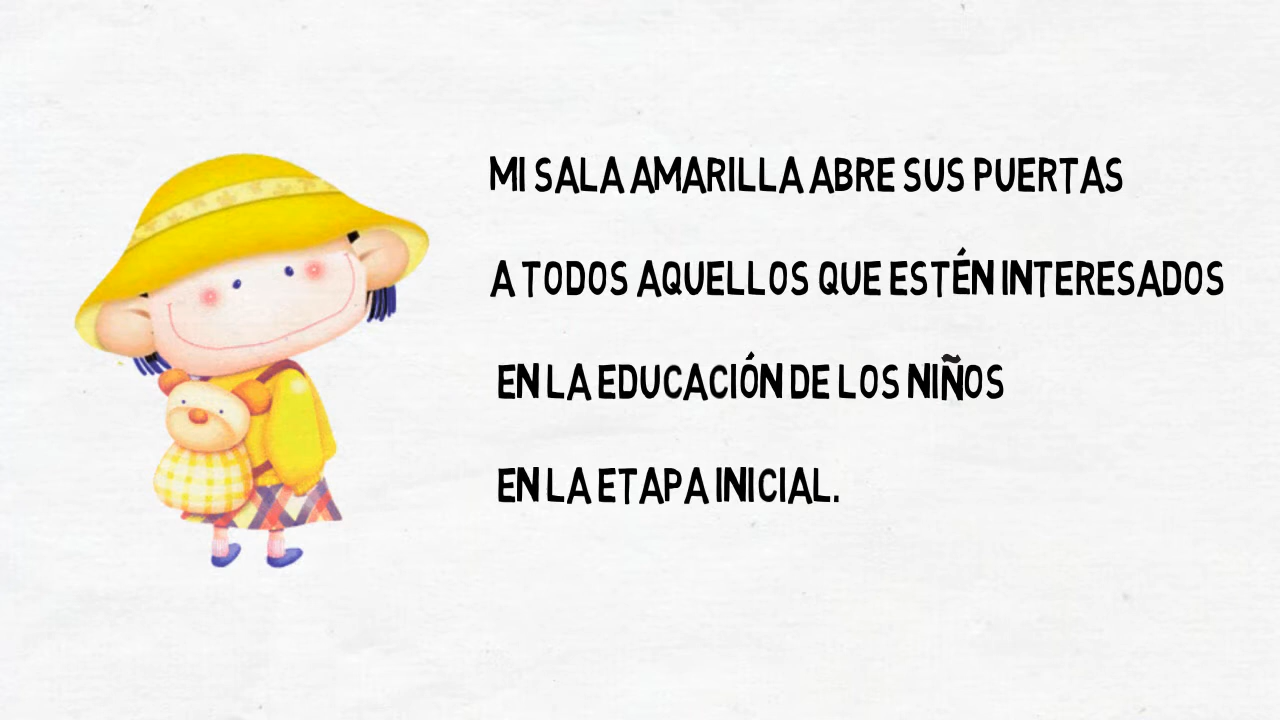 MI SALA AMARILLA ABRE SUS PUERTAS
A TODOS AQUELLOS QUE ESTÉN INTERESADOS
EN LA EDUCACIÓN DE LOS NIÑOS
EN LA ETAPA INICIAL.